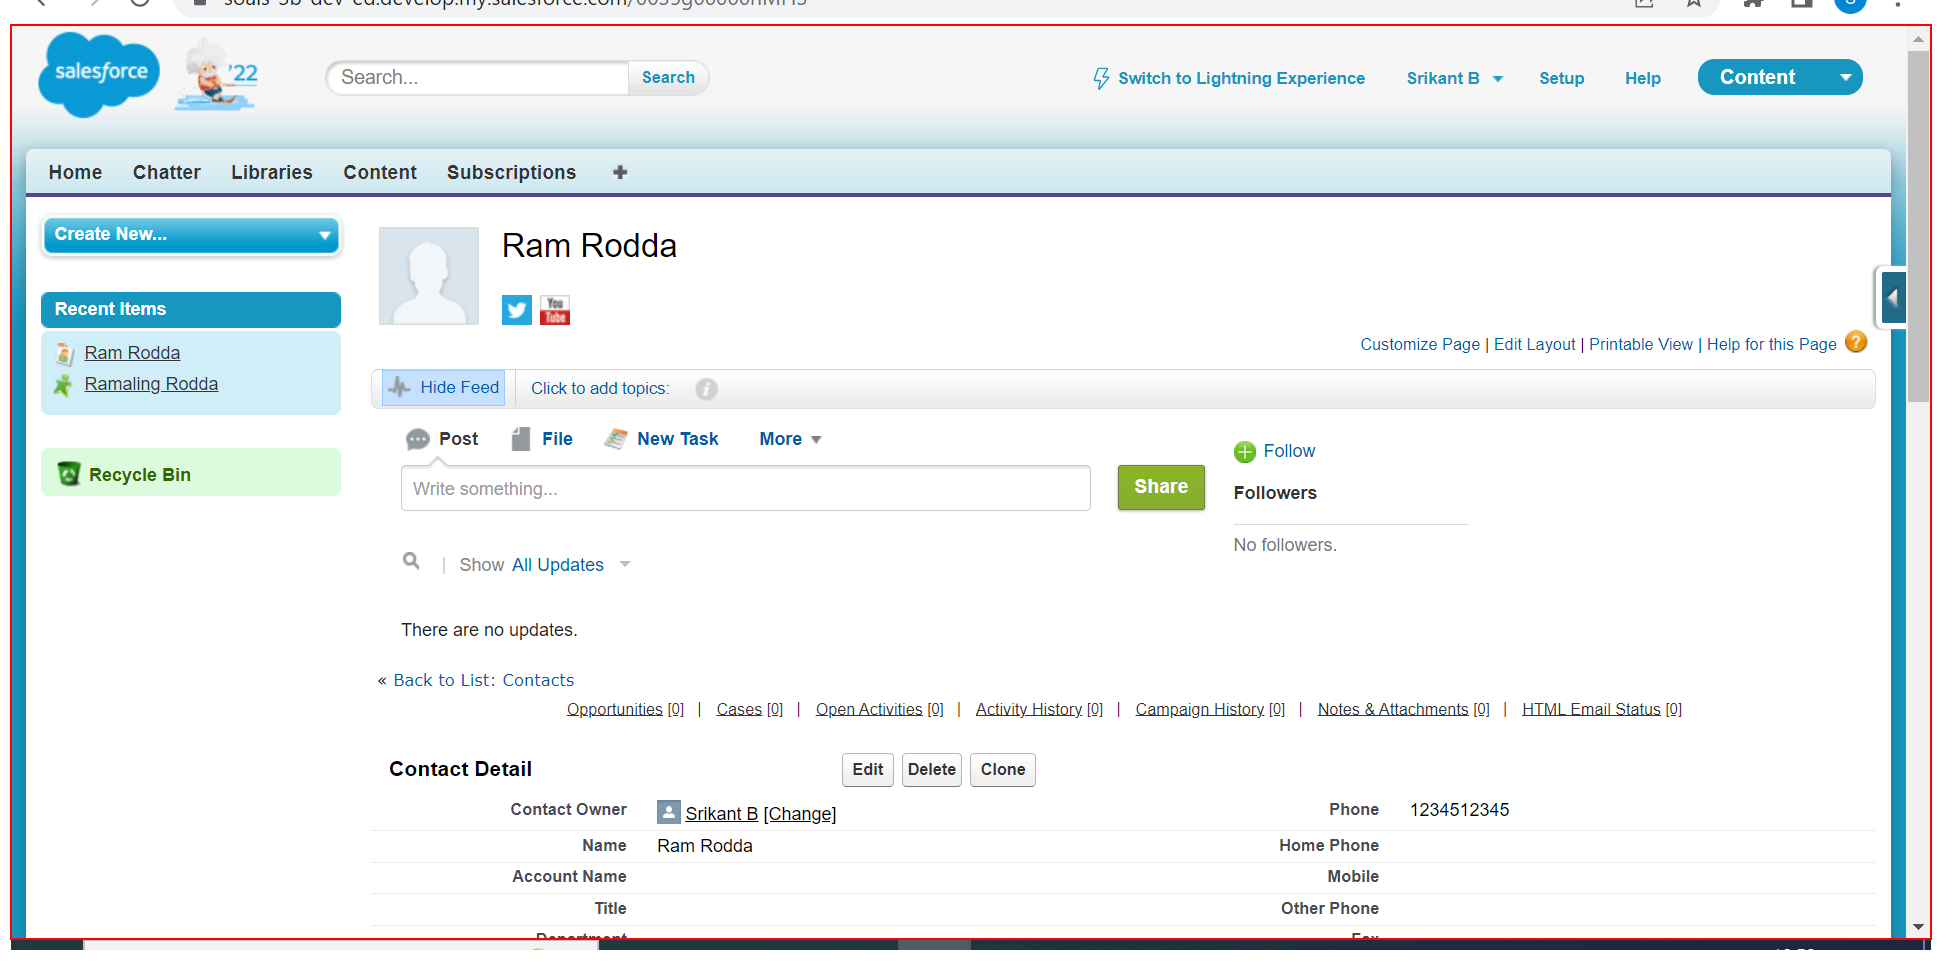 salesforce
'22
Search...
Search
Switch to Lightning Experience
Srikant B
Setup
Help
Content
Home
Chatter
Libraries
Content
Subscriptions
Create New...
Recent Items
Ram Rodda
Ramaling Rodda
Recycle Bin
Ram Rodda
You
Tube
Customize Page | Edit Layout | Printable View | Help for this Page
Hide Feed
Click to add topics:
Post
File
New Task
More
Write something...
Share
Follow
Followers
No followers.
Show All Updates
There are no updates.
« Back to List: Contacts
Opportunities [0] | Cases [0] | Open Activities [0] | Activity History [0] | Campaign History [0] | Notes & Attachments [0] | HTML Email Status [0]
Contact Detail
Edit
Delete
Clone
Contact Owner
Srikant B [Change]
Phone
1234512345
Name
Ram Rodda
Home Phone
Account Name
Mobile
Title
Other Phone
Department
Fax